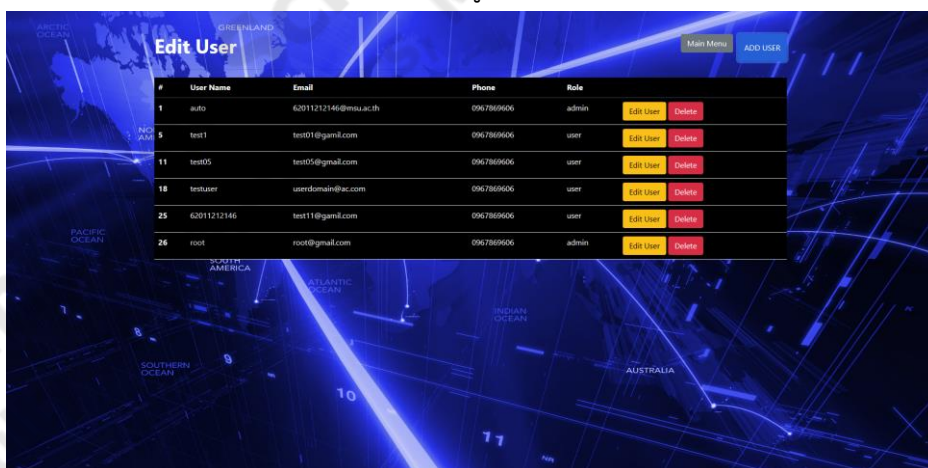 ARCTIC
OCEAN
GREENLAND
Edit User
Main Menu
ADD USER
# User Name Email Phone Role
1 auto 62011212146@msu.ac.th 0967869606 admin Edit User Delete
5 test1 test01@gamil.com 0967869606 user Edit User Delete
11 test05 test05@gmail.com 0967869606 user Edit User Delete
18 testuser userdomain@ac.com 0967869606 user Edit User Delete
25 62011212146 test11@gamil.com 0967869606 user Edit User Delete
26 root root@gmail.com 0967869606 admin Edit User Delete
PACIFIC
OCEAN
SOUTH
AMERICA
ATLANTIC
OCEAN
INDIAN
OCEAN
7
8
9
SOUTHERN
OCEAN
AUSTRALIA
10
11